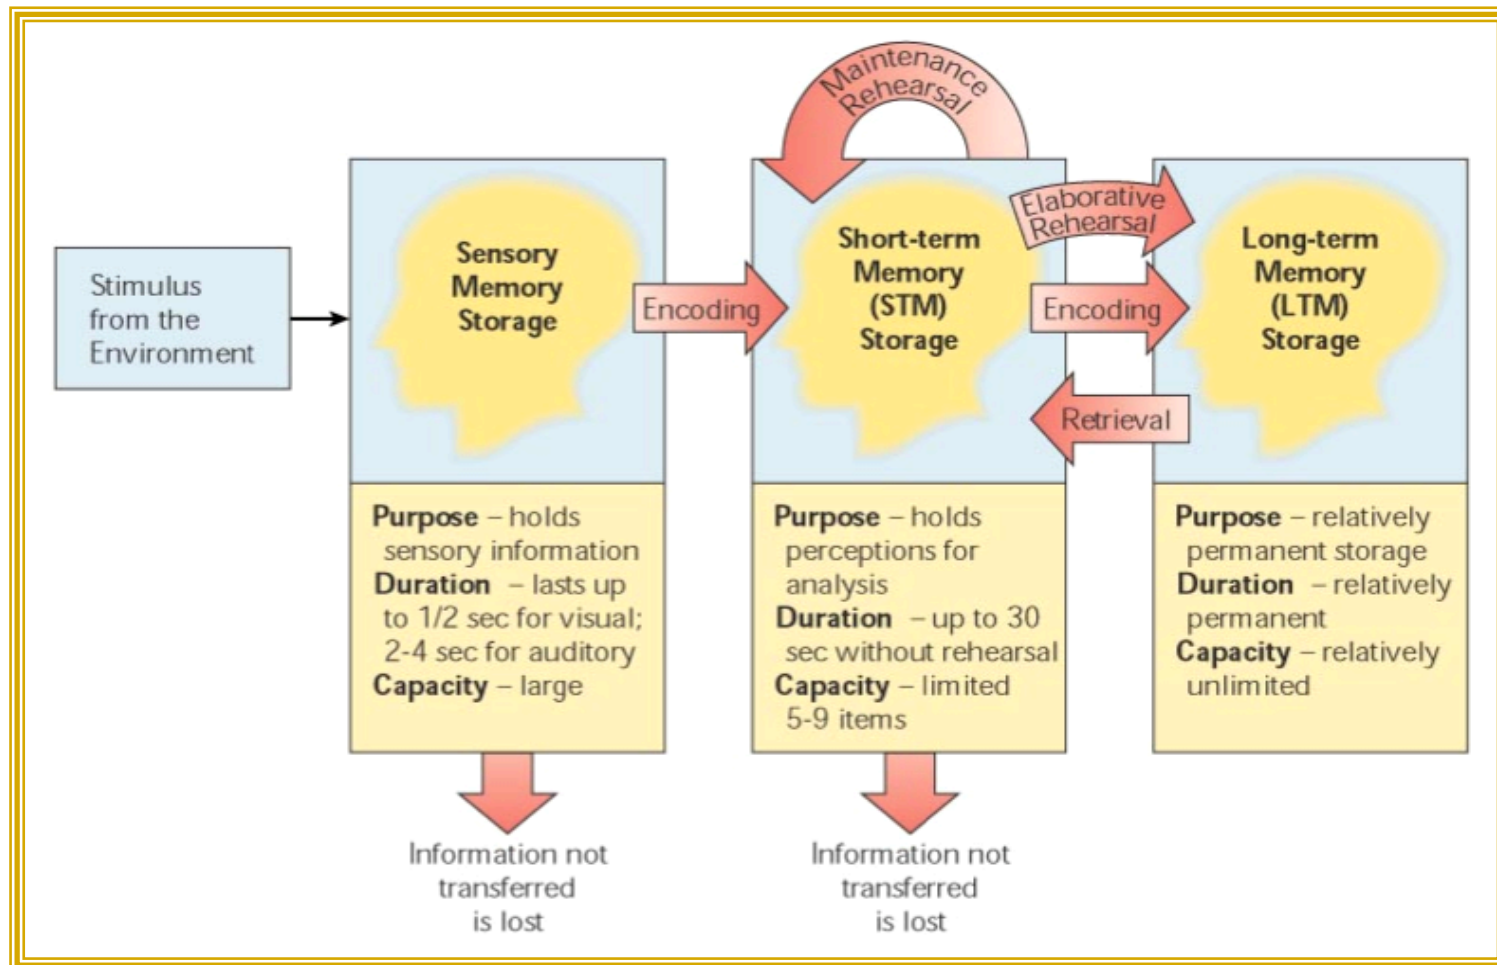 Stimulus
from the
Environment
Sensory
Memory
Storage
Encoding
Maintenance
Rehearsal
Short-term
Memory
(STM)
Storage
Elaborative
Rehearsal
Encoding
Retrieval
Long-term
Memory
(LTM)
Storage
Purpose – holds
sensory information
Duration – lasts up
to 1/2 sec for visual;
2-4 sec for auditory
Capacity – large
Purpose – holds
perceptions for
analysis
Duration – up to 30
sec without rehearsal
Capacity – limited
5-9 items
Purpose – relatively
permanent storage
Duration – relatively
permanent
Capacity – relatively
unlimited
Information not
transferred
is lost
Information not
transferred
is lost